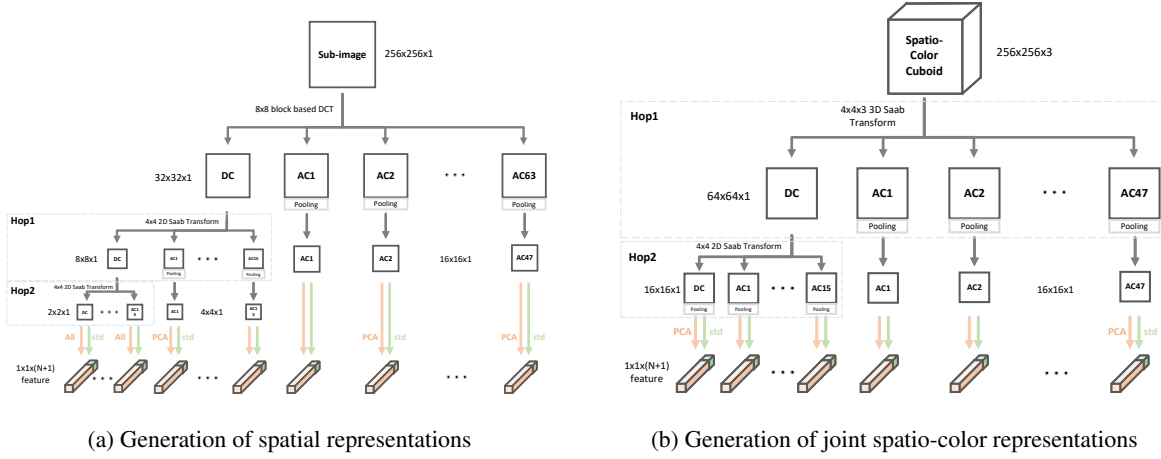 Sub-image
256x256x1
8x8 block based DCT
32x32x1
DC
AC1
AC2
• • •
AC63
Pooling
Pooling
Pooling
Hop1
4x4 2D Saab Transform
8x8x1
DC
AC1
• • •
AC15
Pooling
Pooling
AC1
AC2
16x16x1
AC47
Hop2
4x4 2D Saab Transform
2x2x1
DC
• • •
AC1
5
AC1
4x4x1
AC1
5
All
std
All
std
PCA
std
PCA
std
PCA
std
1x1x(N+1)
feature
• • •
• • •
• • •
(a) Generation of spatial representations
Spatio-
Color
Cuboid
256x256x3
Hop1
4x4x3 3D Saab
Transform
64x64x1
DC
AC1
AC2
• • •
AC47
Pooling
Pooling
Pooling
Hop2
4x4 2D Saab Transform
16x16x1
DC
AC1
• • •
AC15
Pooling
Pooling
Pooling
AC1
AC2
16x16x1
AC47
PCA
std
PCA
std
1x1x(N+1)
feature
• • •
• • •
(b) Generation of joint spatio-color representations